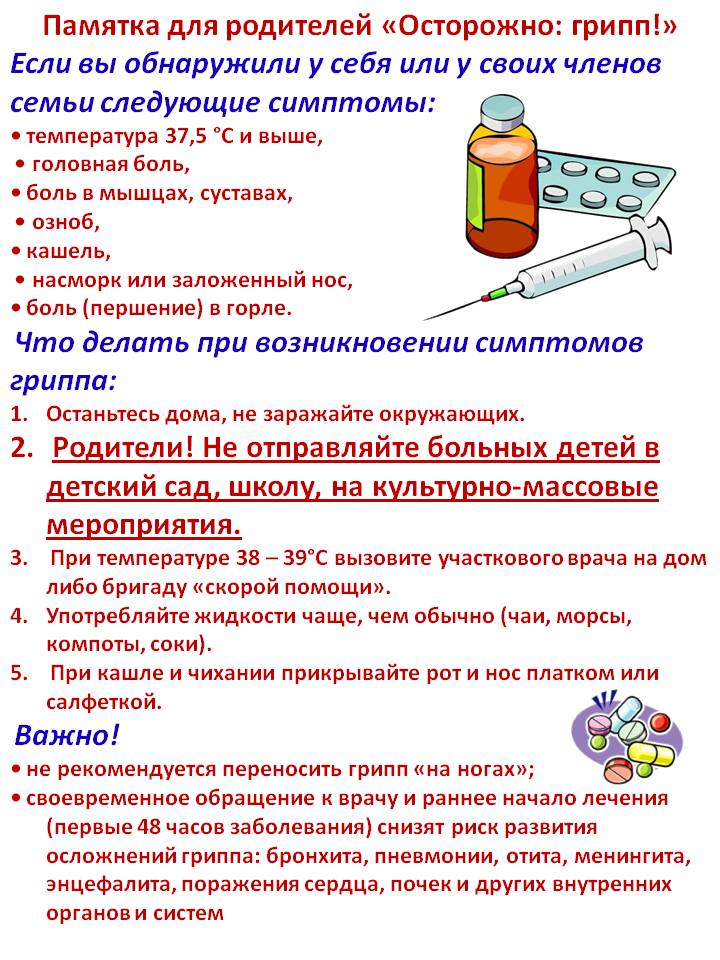 Памятка для родителей «Осторожно: грипп!»
Если вы обнаружили у себя или у своих членов
семьи следующие симптомы:
• температура 37,5 °С и выше,
• головная боль,
• боль в мышцах, суставах,
• озноб,
• кашель,
• насморк или заложенный нос,
• боль (першение) в горле.
Что делать при возникновении симптомов
гриппа:
1. Останьтесь дома, не заражайте окружающих.
2. Родители! Не отправляйте больных детей в
детский сад, школу, на культурно-массовые
мероприятия.
3. При температуре 38 – 39°С вызовите участкового врача на дом
либо бригаду «скорой помощи».
4. Употребляйте жидкости чаще, чем обычно (чаи, морсы,
компоты, соки).
5. При кашле и чихании прикрывайте рот и нос платком или
салфеткой.
Важно!
• не рекомендуется переносить грипп «на ногах»;
• своевременное обращение к врачу и раннее начало лечения
(первые 48 часов заболевания) снизят риск развития
осложнений гриппа: бронхита, пневмонии, отита, менингита,
энцефалита, поражения сердца, почек и других внутренних
органов и систем